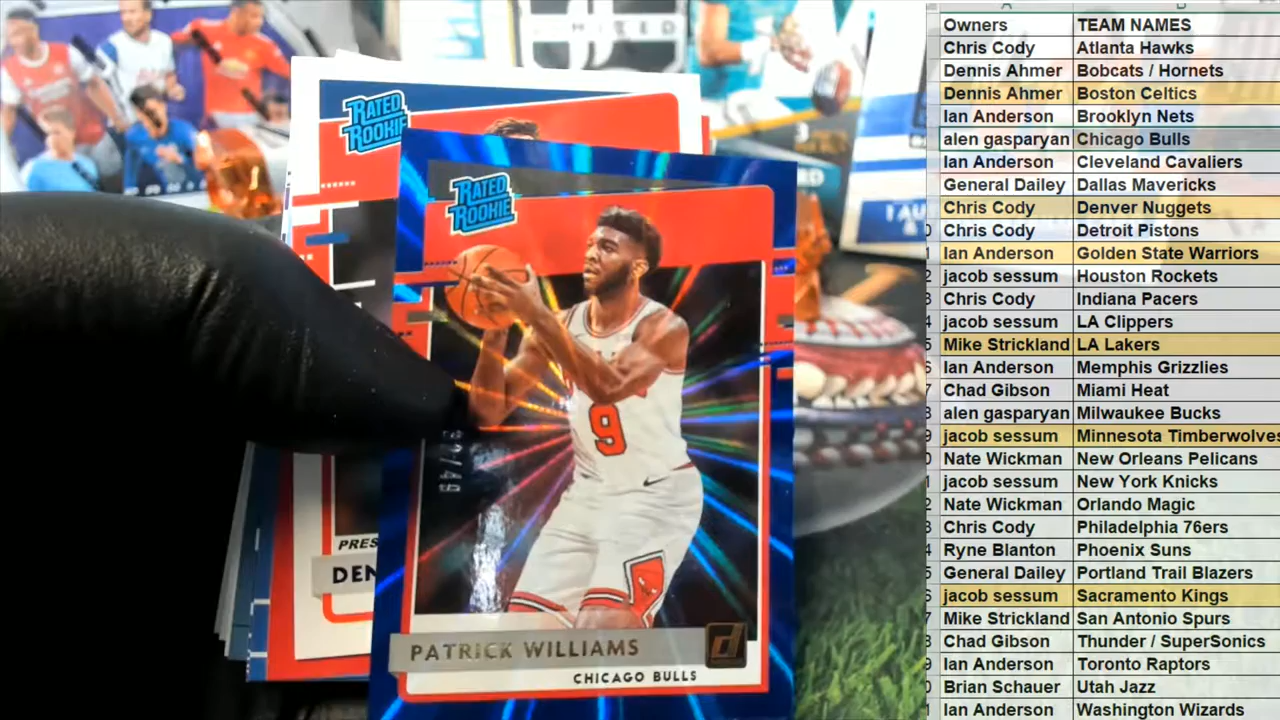 RATED
ROOKIE
RATED
ROOKIE
9
PRES
DEN
PATRICK WILLIAMS
CHICAGO BULLS
Owners TEAM NAMES
Chris Cody Atlanta Hawks
Dennis Ahmer Bobcats / Hornets
Dennis Ahmer Boston Celtics
Ian Anderson Brooklyn Nets
alen gasparyan Chicago Bulls
Ian Anderson Cleveland Cavaliers
General Dailey Dallas Mavericks
Chris Cody Denver Nuggets
Chris Cody Detroit Pistons
Ian Anderson Golden State Warriors
jacob sessum Houston Rockets
Chris Cody Indiana Pacers
jacob sessum LA Clippers
Mike Strickland LA Lakers
Ian Anderson Memphis Grizzlies
Chad Gibson Miami Heat
alen gasparyan Milwaukee Bucks
jacob sessum Minnesota Timberwolves
Nate Wickman New Orleans Pelicans
jacob sessum New York Knicks
Nate Wickman Orlando Magic
Chris Cody Philadelphia 76ers
Ryne Blanton Phoenix Suns
General Dailey Portland Trail Blazers
jacob sessum Sacramento Kings
Mike Strickland San Antonio Spurs
Chad Gibson Thunder / SuperSonics
Ian Anderson Toronto Raptors
Brian Schauer Utah Jazz
Ian Anderson Washington Wizards